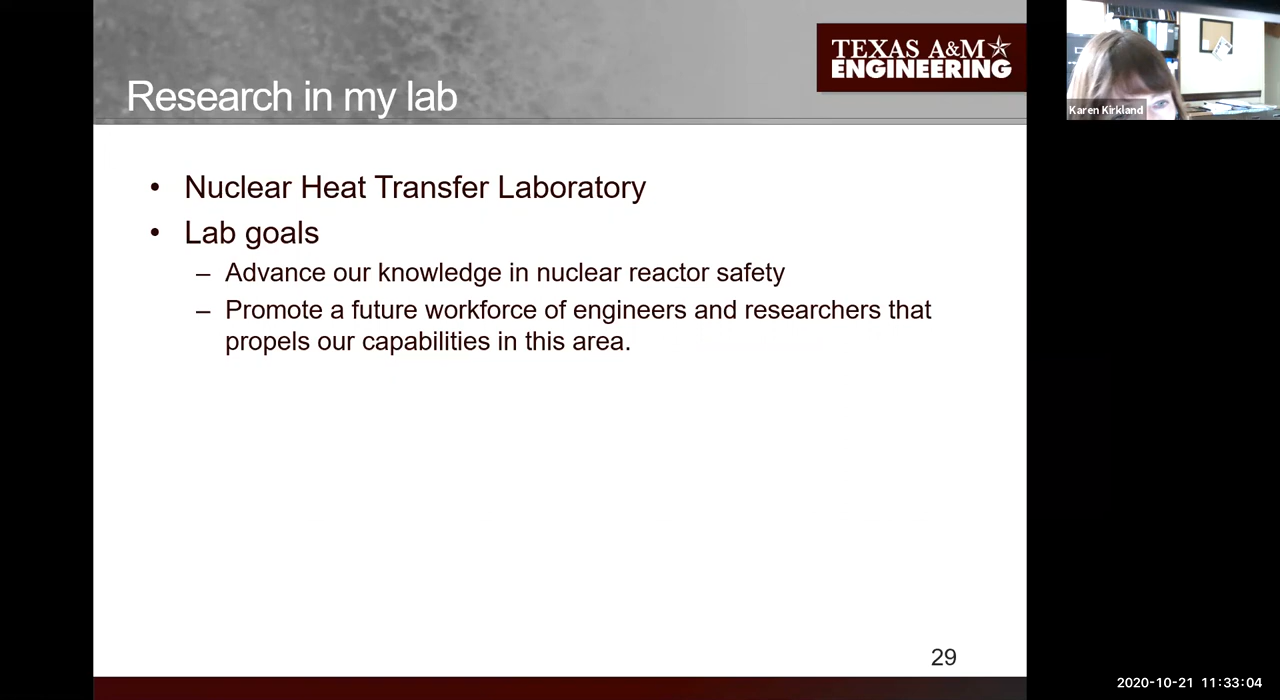 TEXAS A&M
ENGINEERING
Research in my lab
Karen Kirkland
• Nuclear Heat Transfer Laboratory
• Lab goals
– Advance our knowledge in nuclear reactor safety
– Promote a future workforce of engineers and researchers that
propels our capabilities in this area.
29
2020-10-21 11:33:04